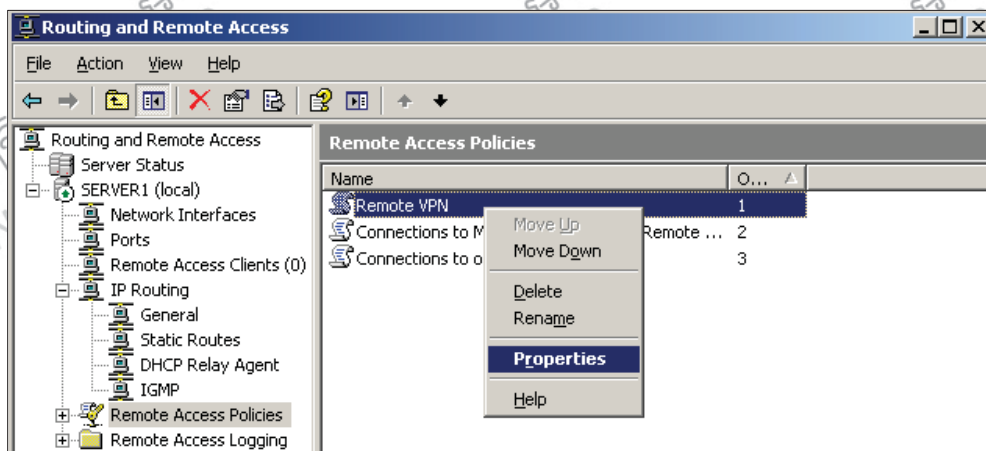 Routing and Remote Access
File Action View Help
Routing and Remote Access
Server Status
SERVER1 (local)
Network Interfaces
Ports
Remote Access Clients (0)
IP Routing
General
Static Routes
DHCP Relay Agent
IGMP
Remote Access Policies
Remote Access Logging
Remote Access Policies
Name O...
Remote VPN 1
Connections to M Remote ... 2
Connections to o 3
Move Up
Move Down
Delete
Rename
Properties
Help